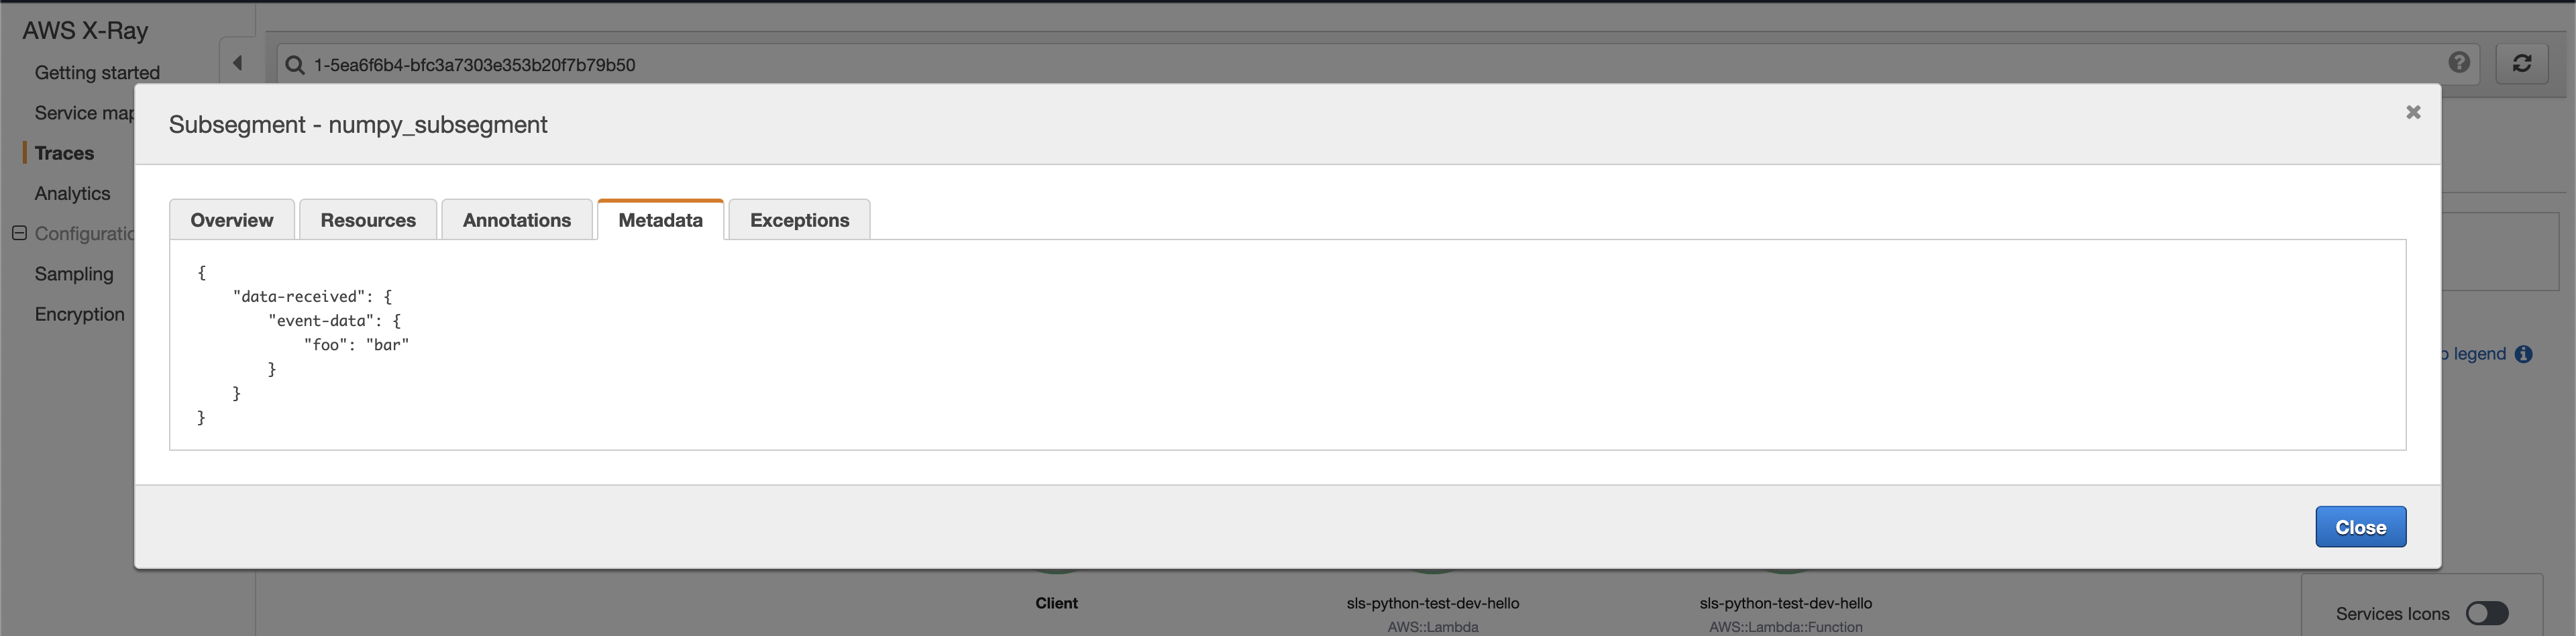 AWS X-Ray
Getting started
Service map
Traces
Analytics
Sampling
Encryption
1-5ea6f6b4-bfc3a7303e353b20f7b79b50
?
Subsegment - numpy_subsegment
Overview
Resources
Annotations
Metadata
Exceptions
{
"data-received": {
"event-data": {
"foo": "bar"
}
}
}
Close
legend
Client
sls-python-test-dev-hello
AWS::Lambda
sls-python-test-dev-hello
AWS::Lambda::Function
Services Icons